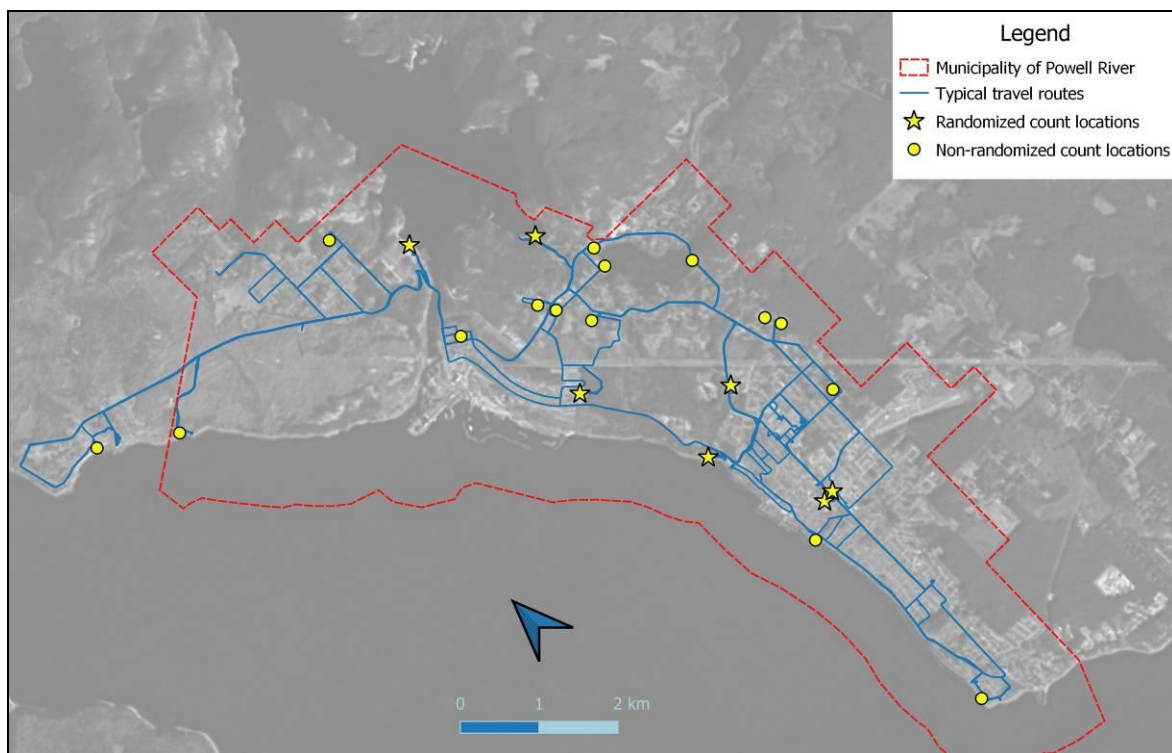 Legend
Municipality of Powell River
Typical travel routes
Randomized count locations
Non-randomized count locations
0 1 2 km